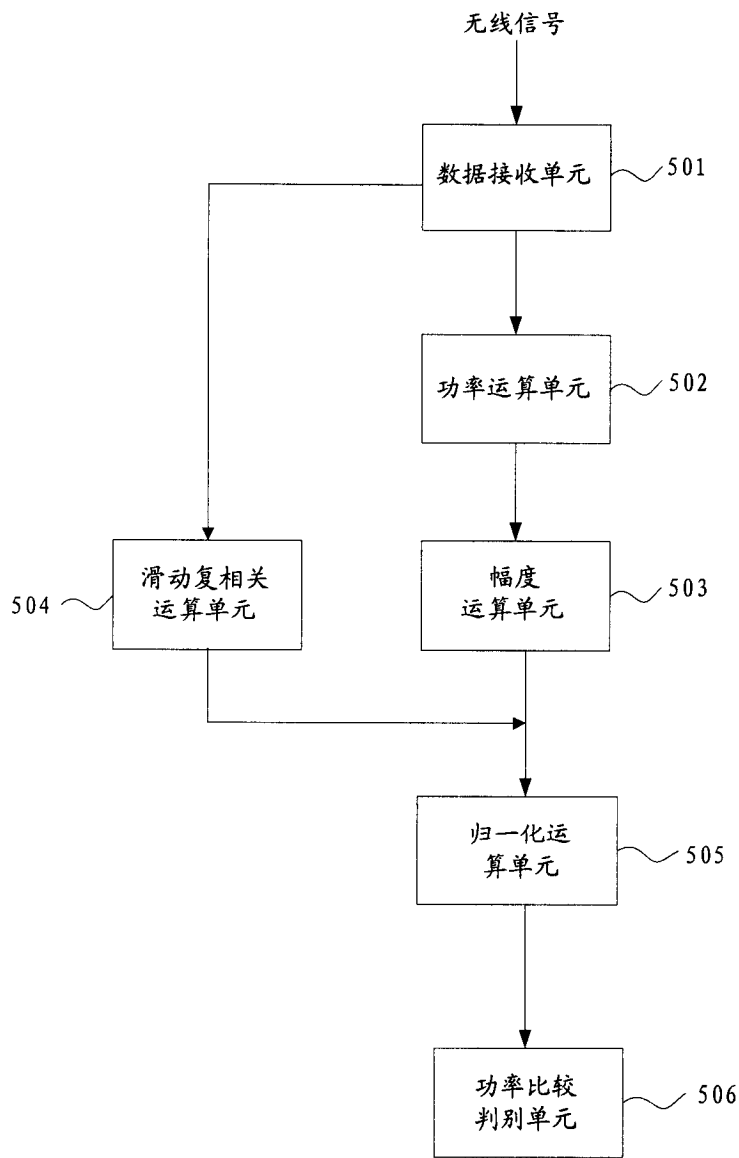 无线信号
数据接收单元
501
功率运算单元
502
滑动复相关
运算单元
504
幅度
运算单元
503
归一化运
算单元
505
功率比较
判别单元
506